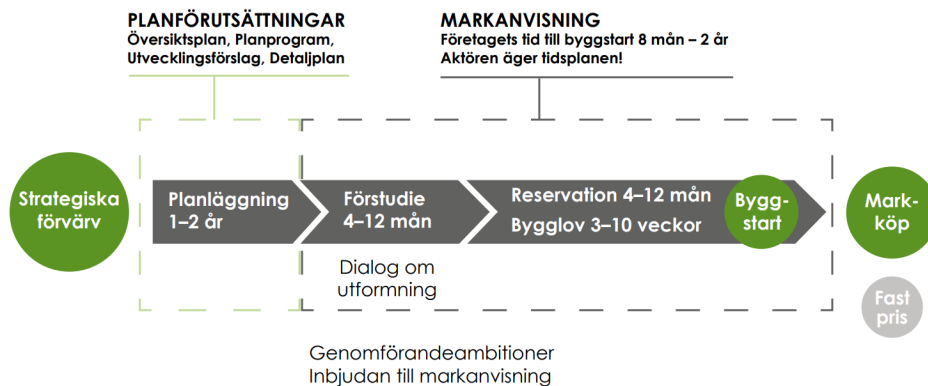 PLANFÖRUTSÄTTNINGAR
Översiktsplan, Planprogram,
Utvecklingsförslag, Detaljplan
MARKANVISNING
Företagets tid till byggstart 8 mån – 2 år
Aktören äger tidsplanen!
Strategiska
förvärv
Planläggning
1–2 år
Förstudie
4–12 mån
Reservation 4–12 mån
Bygglov 3–10 veckor
Bygg-
start
Mark-
köp
Dialog om
utformning
Fast
pris
Genomförandeambitioner
Inbjudan till markanvisning